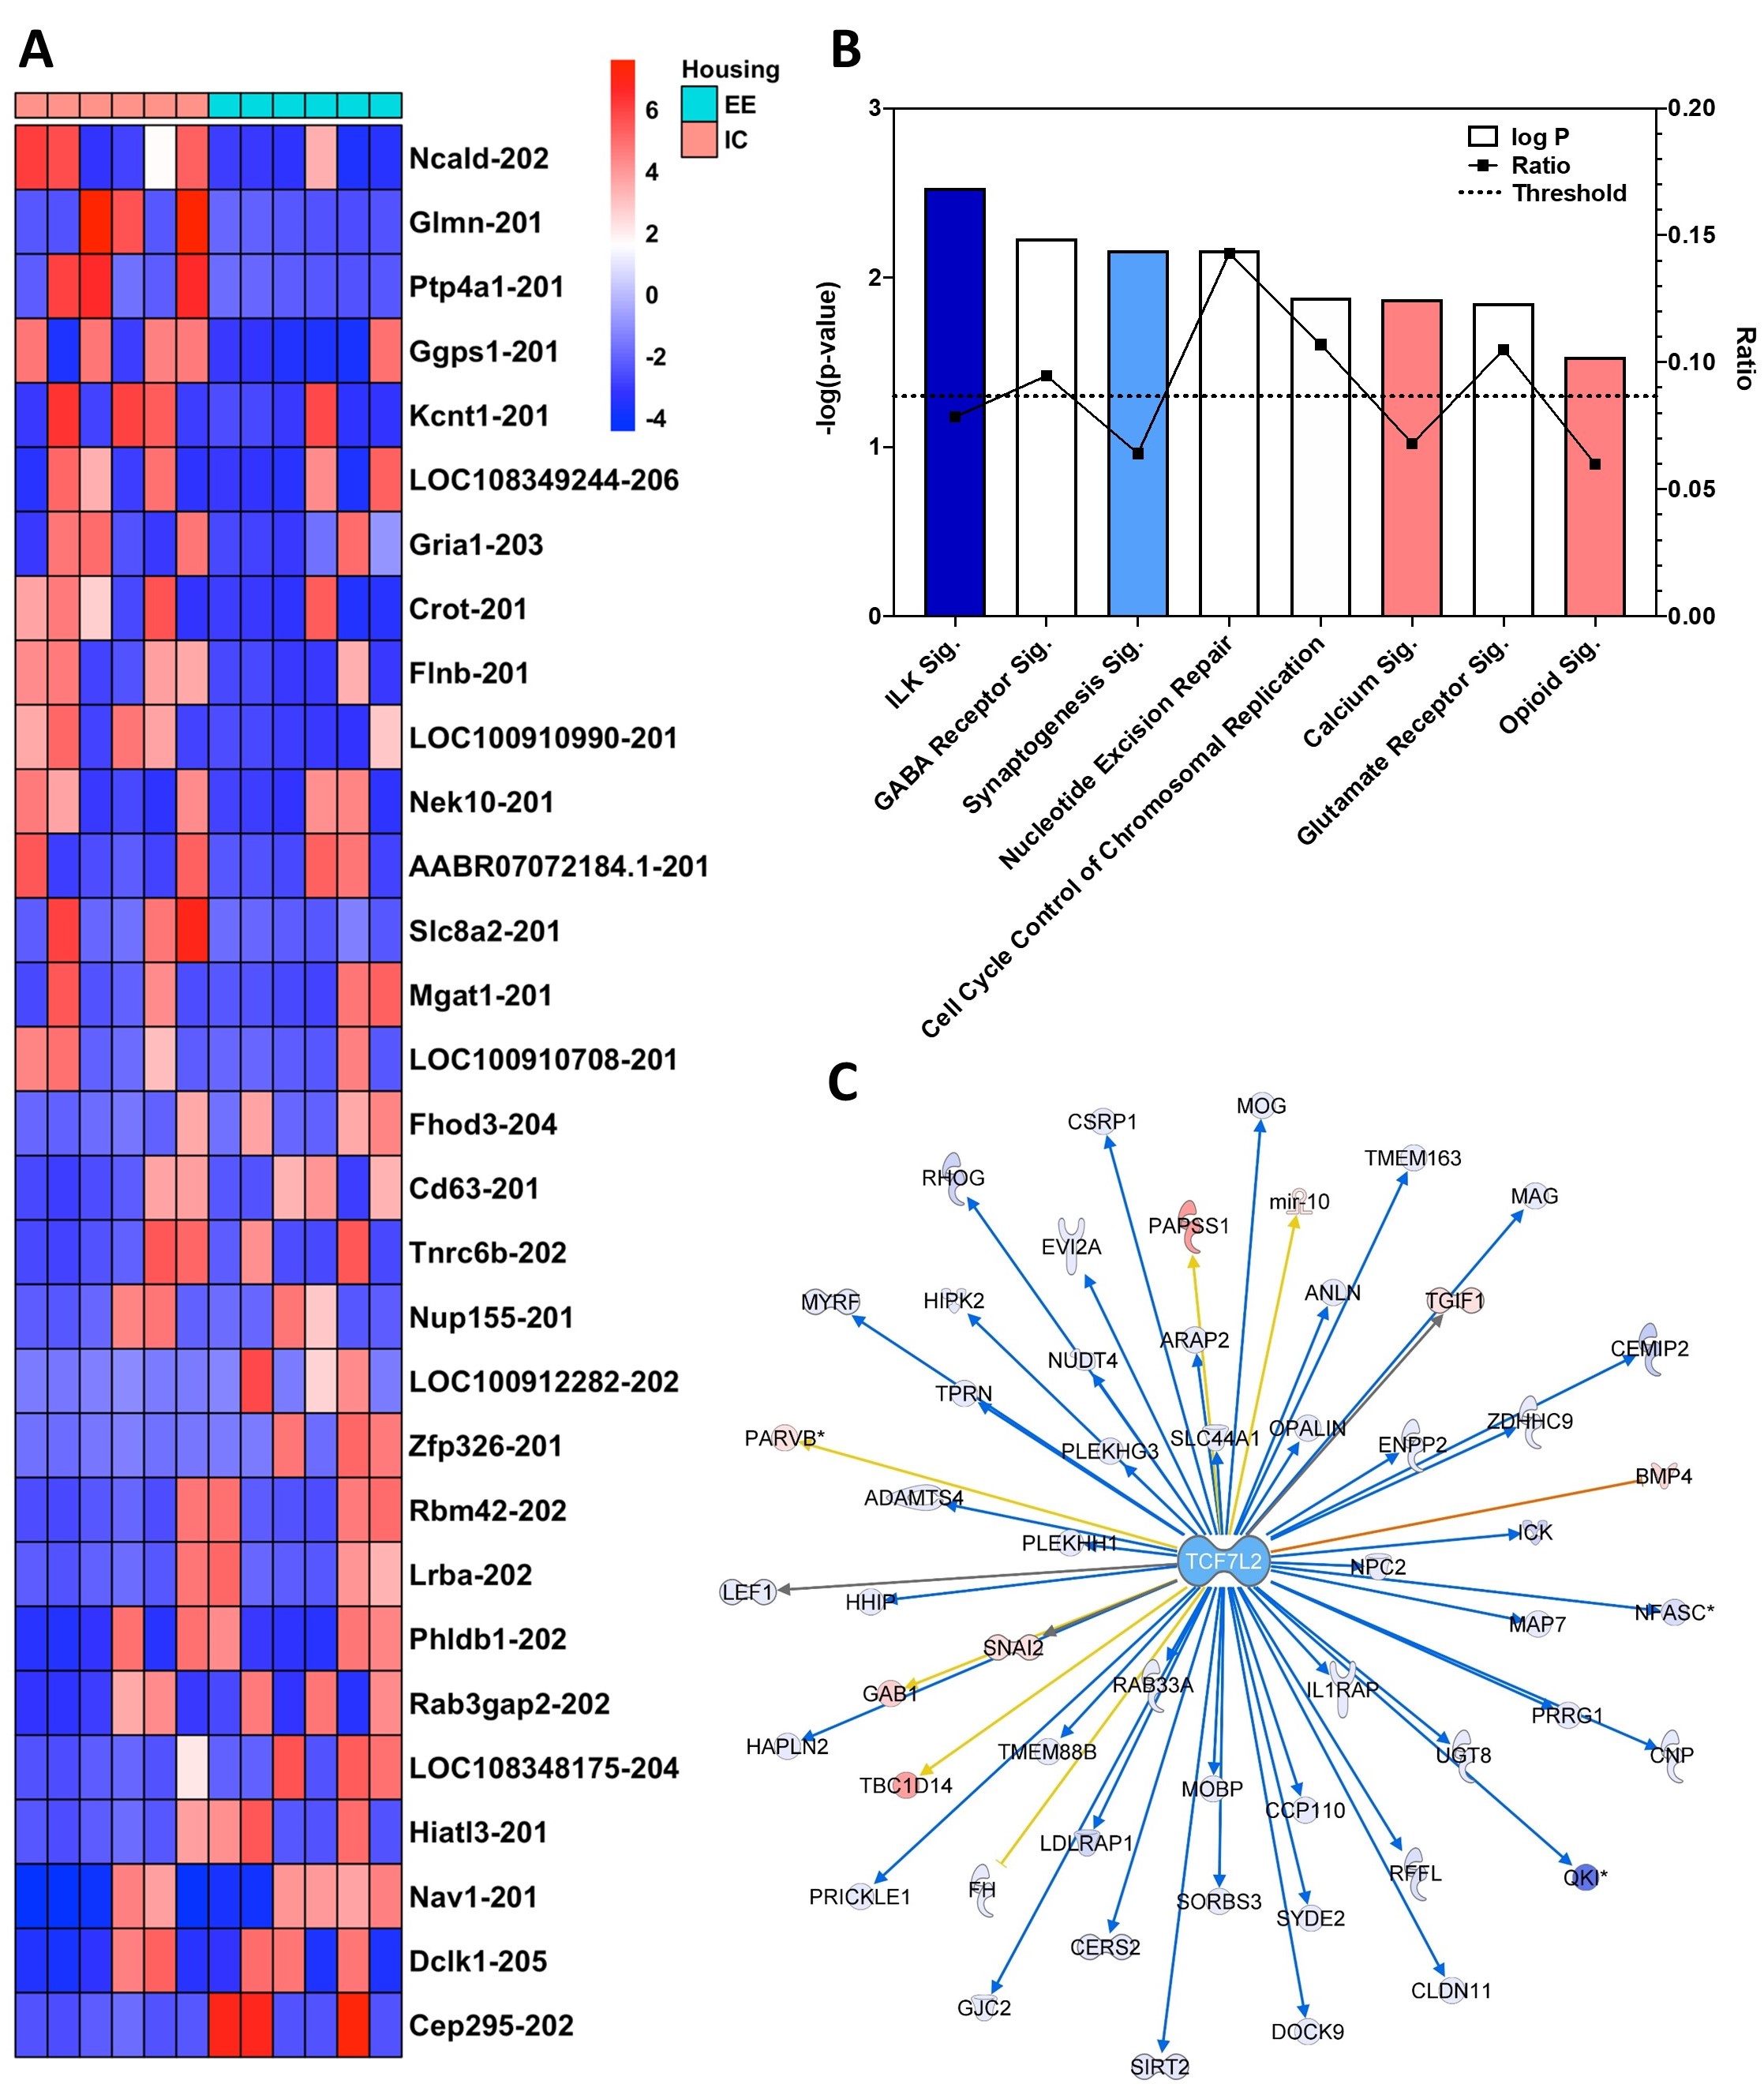 A
Housing
EE
IC
6
4
2
0
-2
-4
Ncald-202
Glmn-201
Ptp4a1-201
Ggps1-201
Kcnt1-201
LOC108349244-206
Gria1-203
Crot-201
Flnb-201
LOC100910990-201
Nek10-201
AABR07072184.1-201
Slc8a2-201
Mgat1-201
LOC100910708-201
Fhod3-204
Cd63-201
Tnrc6b-202
Nup155-201
LOC100912282-202
Zfp326-201
Rbm42-202
Lrba-202
Phldb1-202
Rab3gap2-202
LOC108348175-204
Hiatl3-201
Nav1-201
Dclk1-205
Cep295-202
B
3
2
1
0
-log(p-value)
0.20
0.15
0.10
0.05
0.00
Ratio
log P
Ratio
Threshold
ILK Sig.
GABA Receptor Sig.
Synaptogenesis Sig.
Nucleotide Excision Repair
Cell Cycle Control of Chromosomal Replication
Calcium Sig.
Glutamate Receptor Sig.
Opioid Sig.
C
MOG
CSRP1
TMEM163
RHOG
MAG
mir-10
PAPSS1
EVI2A
ANLN
MYRF
HIPK2
TGIF1
ARAP2
CEMIP2
NUDT4
TPRN
ZDHHC9
OPALIN
PARVB*
SLC44A1
ENPP2
PLEKHG3
BMP4
ADAMTS4
ICK
PLEKHH1
TCF7L2
NPC2
LEF1
HHIP
NFASC*
MAP7
SNAI2
RAB33A
IL1RAP
GAB1
PRRG1
HAPLN2
TMEM88B
UGT8
CNP
TBC1D14
MOBP
CCP110
LDLRAP1
RFFL
QKI*
FH
PRICKLE1
SORBS3
SYDE2
CERS2
CLDN11
GJC2
DOCK9
SIRT2